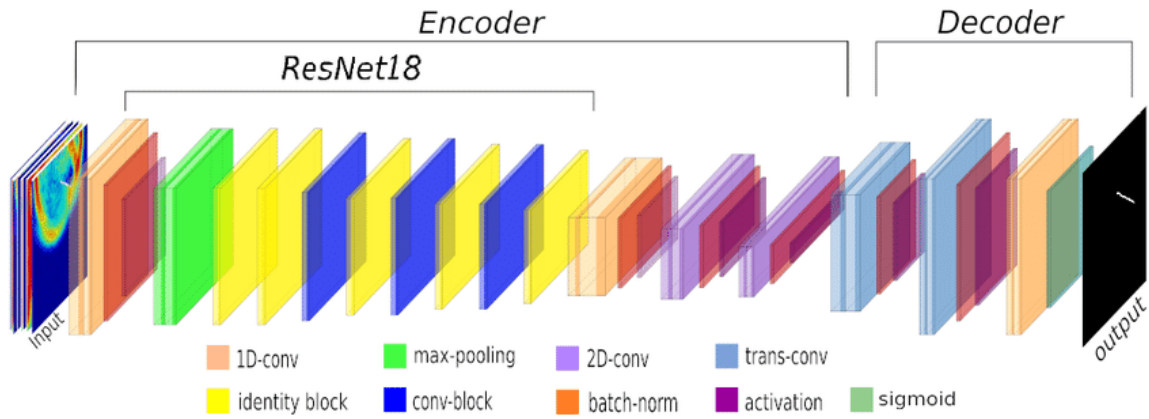 Encoder
Decoder
ResNet18
Input
output
1D-conv
max-pooling
2D-conv
trans-conv
identity block
conv-block
batch-norm
activation
sigmoid